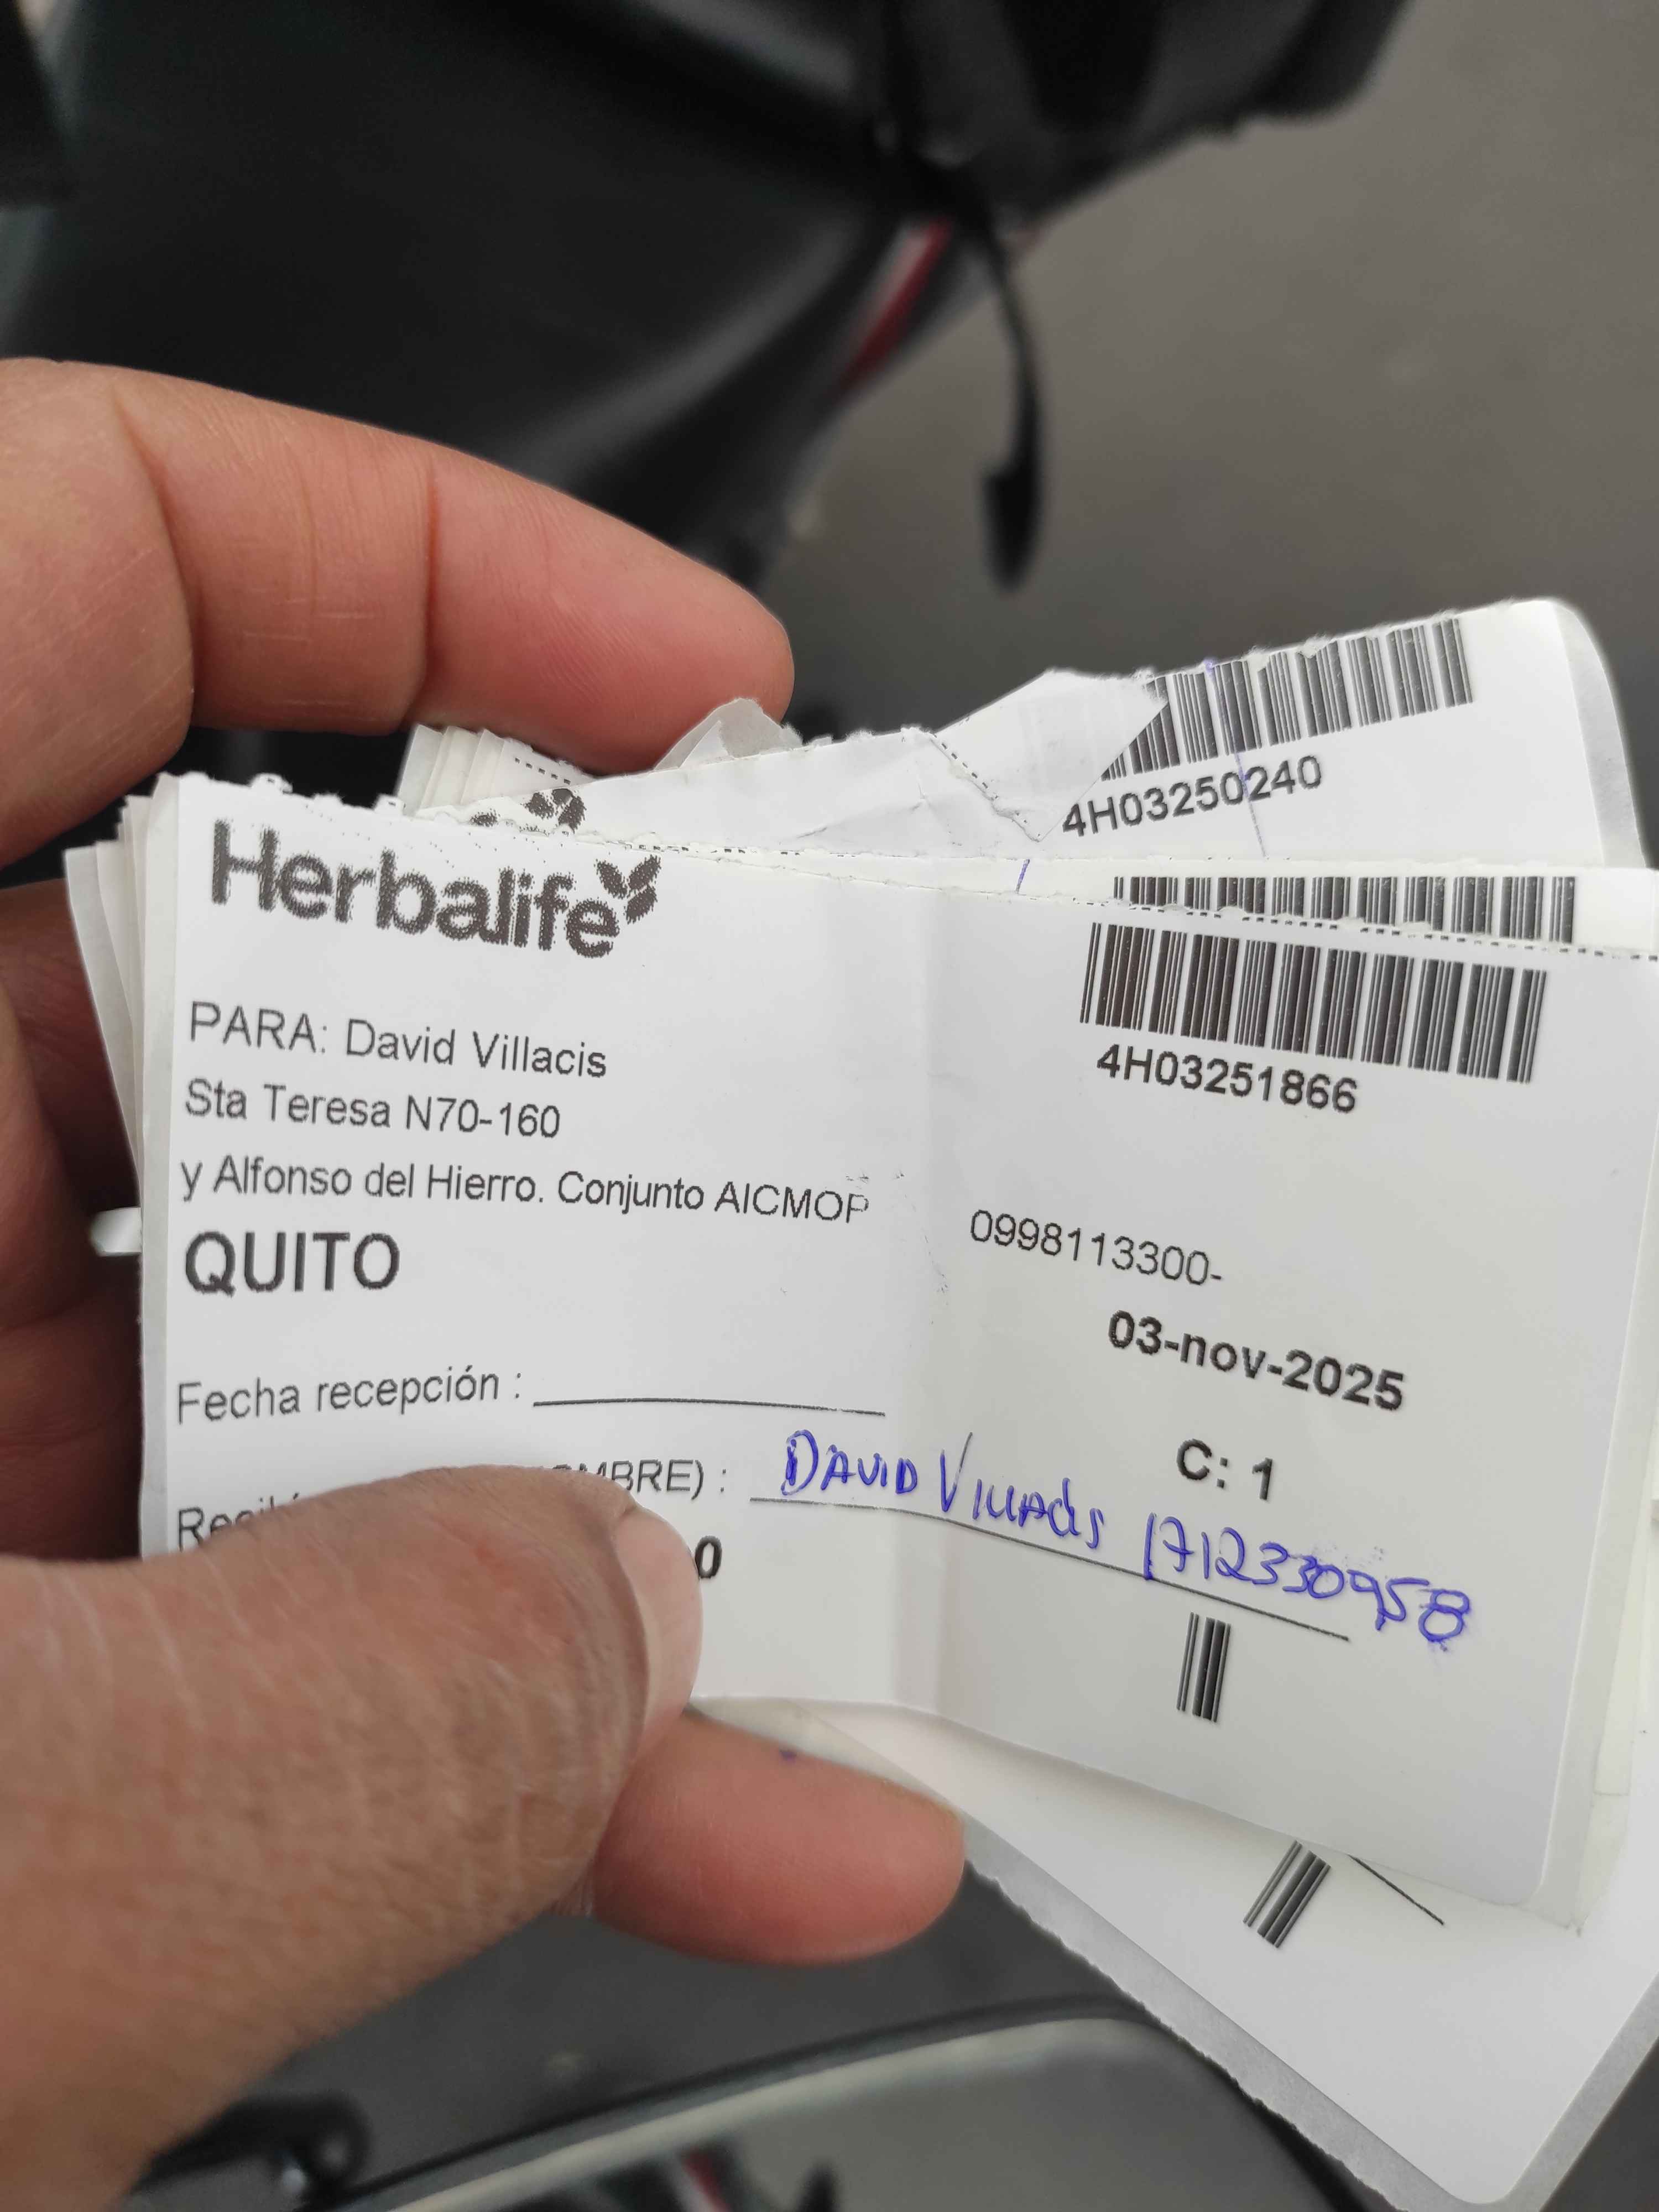 4H03250240
Herbalife
4H03251866
PARA: David Villacis
Sta Teresa N70-160
y Alfonso del Hierro. Conjunto AICMOP
0998113300-
QUITO
03-nov-2025
Fecha recepción :
C: 1
DAVID Villacis 1712330958